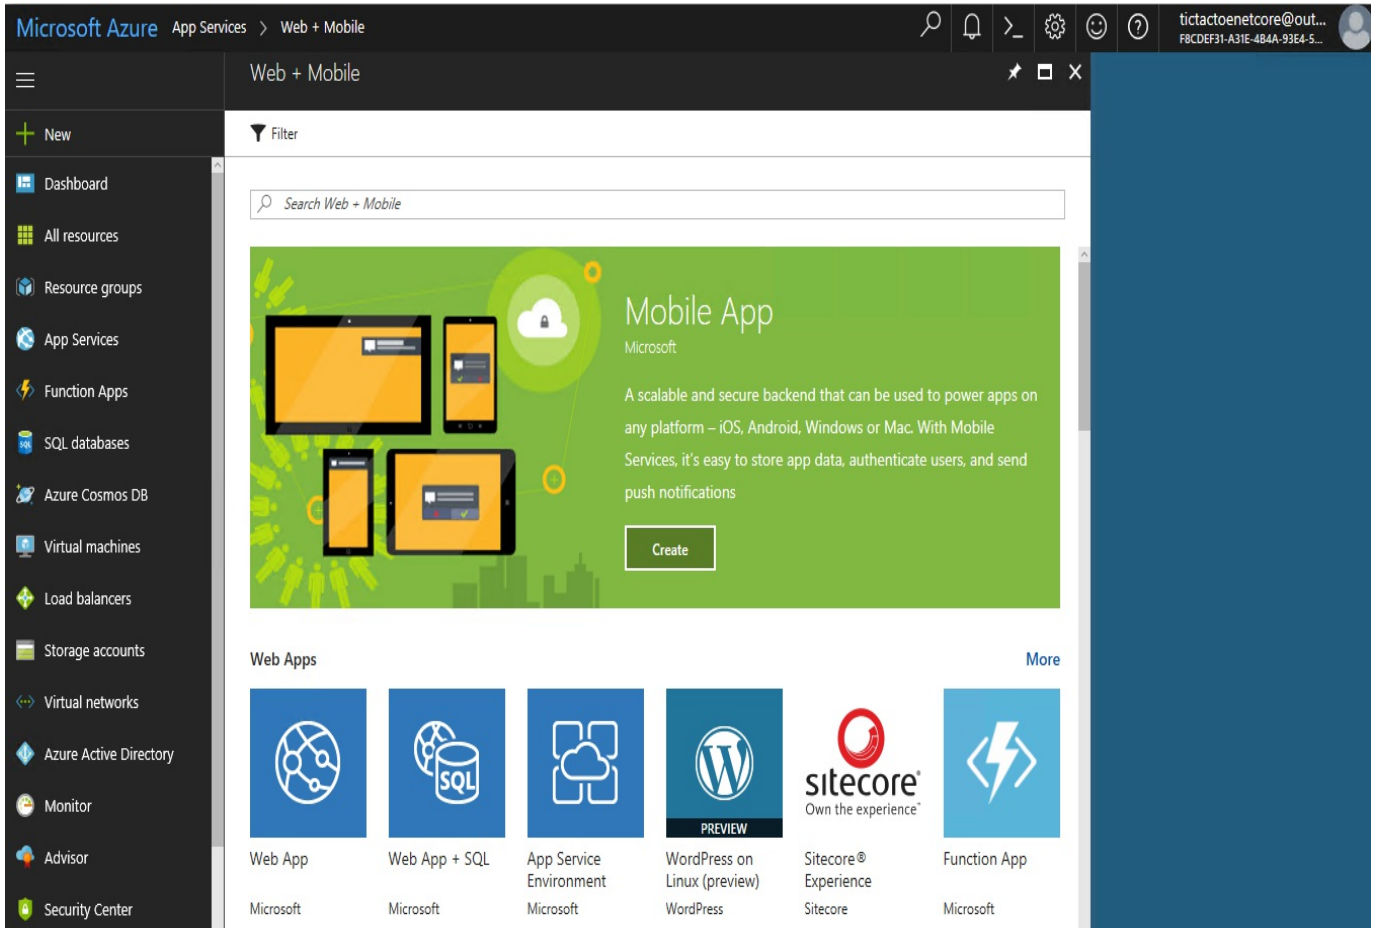 Microsoft Azure App Services > Web + Mobile
tictactoenetcore@out...
F8CDEF31-A31E-4B4A-93E4-5...
Web + Mobile
New
Filter
Dashboard
Search Web + Mobile
All resources
Resource groups
App Services
Function Apps
SQL databases
Azure Cosmos DB
Virtual machines
Load balancers
Storage accounts
Virtual networks
Azure Active Directory
Monitor
Advisor
Security Center
Mobile App
Microsoft
A scalable and secure backend that can be used to power apps on
any platform – iOS, Android, Windows or Mac. With Mobile
Services, it's easy to store app data, authenticate users, and send
push notifications
Create
Web Apps
More
SQL
PREVIEW
sitecore®
Own the experience™
Web App
Microsoft
Web App + SQL
Microsoft
App Service
Environment
Microsoft
WordPress on
Linux (preview)
WordPress
Sitecore®
Experience
Sitecore
Function App
Microsoft